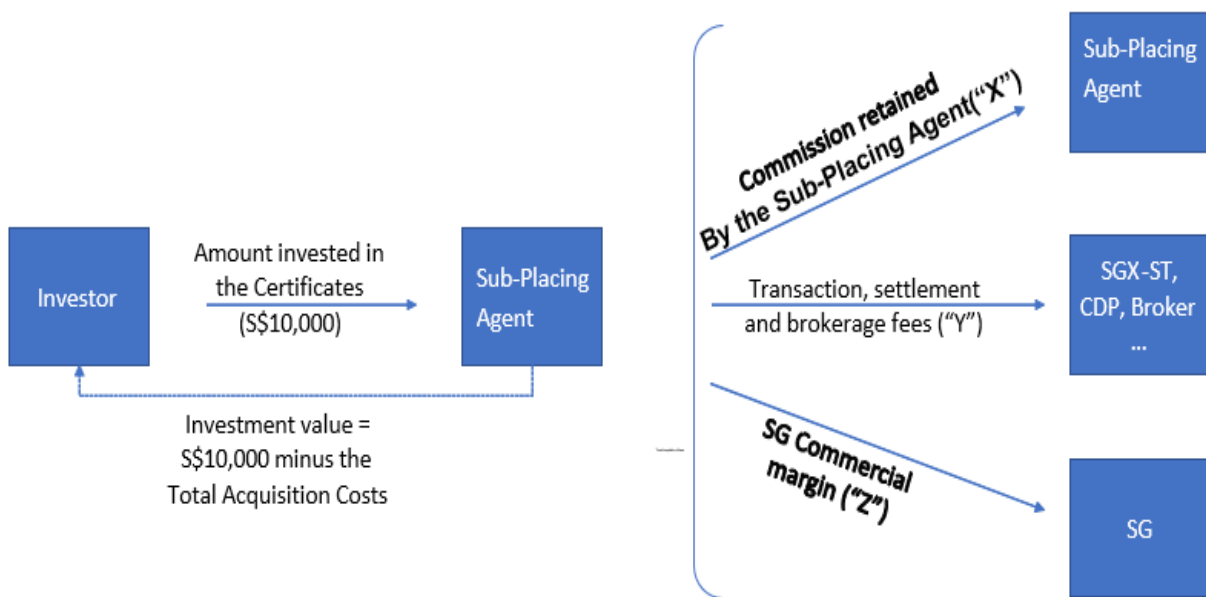 Investor
Amount invested in
the Certificates
(S$10,000)
Sub-Placing
Agent
Investment value =
S$10,000 minus the
Total Acquisition Costs
Commission retained
By the Sub-Placing Agent("X")
Sub-Placing
Agent
Transaction, settlement
and brokerage fees ("Y")
SGX-ST,
CDP, Broker
...
SG Commercial
margin ("Z")
SG